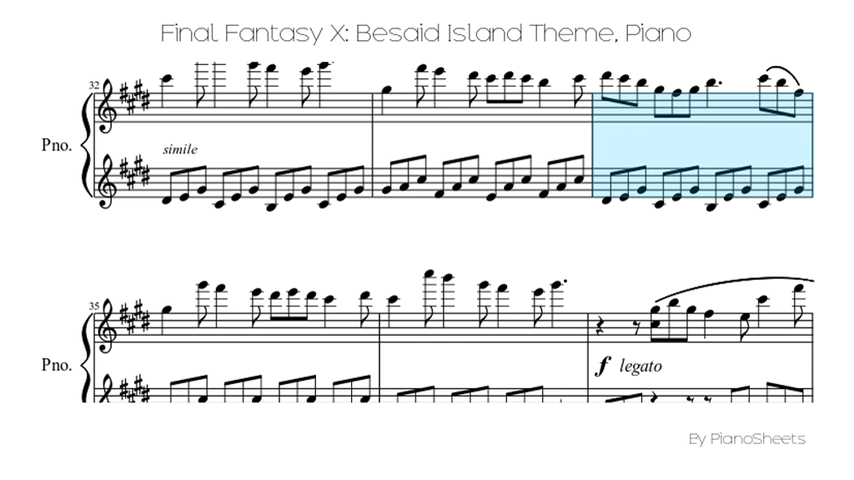 Final Fantasy X: Besaid Island Theme, Piano
32
Pno.
simile
35
Pno.
f legato
By PianoSheets